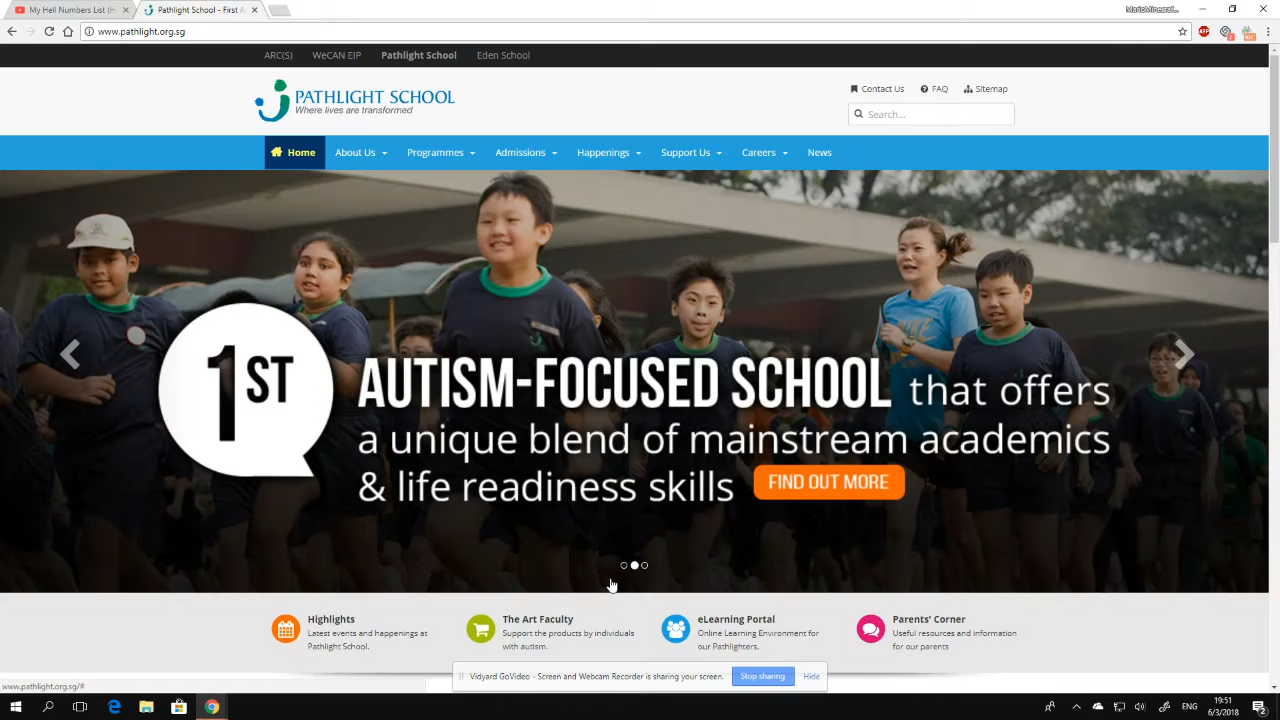 My Hell Numbers List (H
Pathlight School - First A
www.pathlight.org.sg
ARC(S) WeCAN EIP Pathlight School Eden School
PATHLIGHT SCHOOL
Where lives are transformed
Contact Us FAQ Sitemap
Search...
Home About Us Programmes Admissions Happenings Support Us Careers News
1ST
AUTISM-FOCUSED SCHOOL that offers
a unique blend of mainstream academics
& life readiness skills FIND OUT MORE
Highlights
Latest events and happenings at
Pathlight School.
The Art Faculty
Support the products by individuals
with autism.
eLearning Portal
Online Learning Environment for
our Pathlighters.
Parents' Corner
Useful resources and information
for our parents
Vidyard GoVideo - Screen and Webcam Recorder is sharing your screen. Stop sharing Hide
www.pathlight.org.sg/#
ENG
19:51
6/3/2018
2